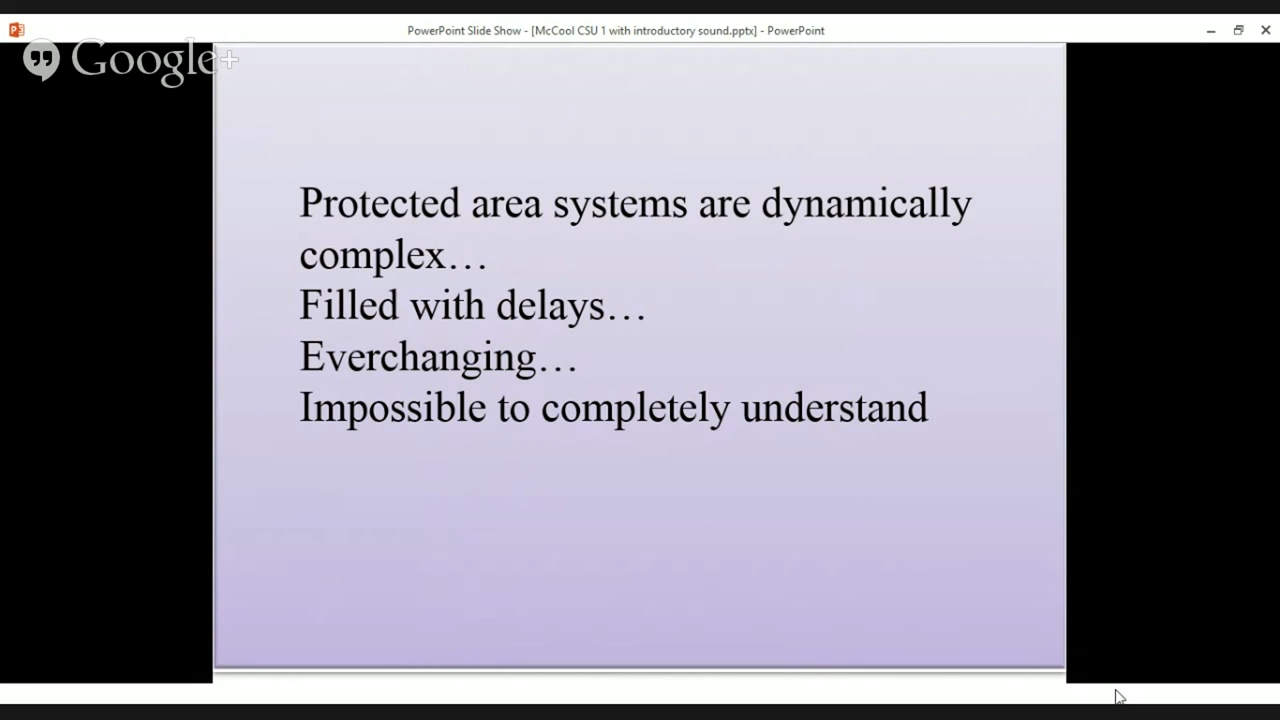 PowerPoint Slide Show - [McCool CSU 1 with introductory sound.pptx] - PowerPoint
Google+
Protected area systems are dynamically
complex…
Filled with delays…
Everchanging…
Impossible to completely understand